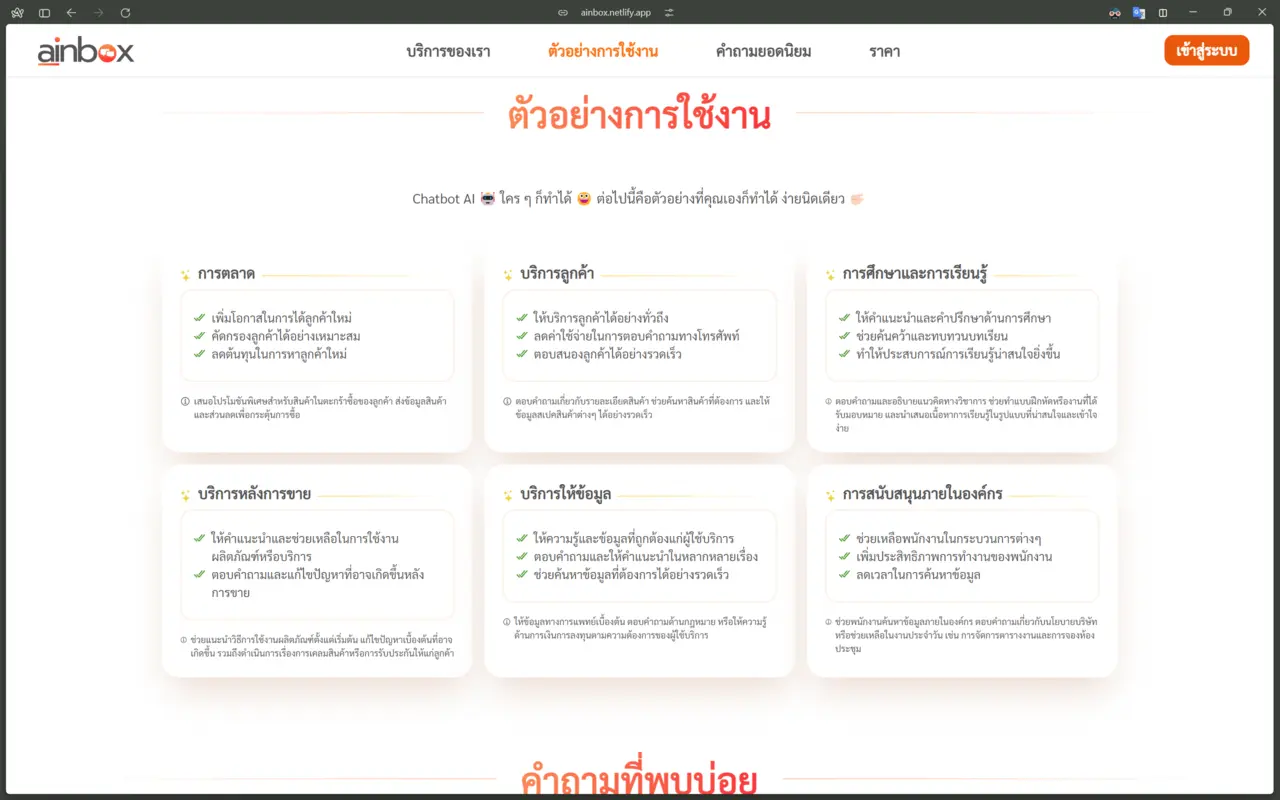 ainbox.netlify.app
ainbox
บริการของเรา
ตัวอย่างการใช้งาน
คำถามยอดนิยม
ราคา
เข้าสู่ระบบ
ตัวอย่างการใช้งาน
Chatbot AI 🤖 ใคร ๆ ก็ทำได้ 😀 ต่อไปนี้คือตัวอย่างที่คุณเองก็ทำได้ ง่ายนิดเดียว 👊🏻
การตลาด
เพิ่มโอกาสในการได้ลูกค้าใหม่
คัดกรองลูกค้าได้อย่างเหมาะสม
ลดต้นทุนในการหาลูกค้าใหม่
เสนอโปรโมชันพิเศษสำหรับสินค้าในตะกร้าซื้อของลูกค้า ส่งข้อมูลสินค้า
และส่วนลดเพื่อกระตุ้นการซื้อ
บริการลูกค้า
ให้บริการลูกค้าได้อย่างทั่วถึง
ลดค่าใช้จ่ายในการตอบคำถามทางโทรศัพท์
ตอบสนองลูกค้าได้อย่างรวดเร็ว
ตอบคำถามเกี่ยวกับรายละเอียดสินค้า ช่วยค้นหาสินค้าที่ต้องการ และให้
ข้อมูลสเปคสินค้าต่างๆ ได้อย่างรวดเร็ว
การศึกษาและการเรียนรู้
ให้คำแนะนำและคำปรึกษาด้านการศึกษา
ช่วยค้นคว้าและทบทวนบทเรียน
ทำให้ประสบการณ์การเรียนรู้น่าสนใจยิ่งขึ้น
ตอบคำถามและอธิบายแนวคิดทางวิชาการ ช่วยทำแบบฝึกหัดหรืองานที่ได้
รับมอบหมาย และนำเสนอเนื้อหาการเรียนรู้ในรูปแบบที่น่าสนใจและเข้าใจ
ง่าย
บริการหลังการขาย
ให้คำแนะนำและช่วยเหลือในการใช้งาน
ผลิตภัณฑ์หรือบริการ
ตอบคำถามและแก้ไขปัญหาที่อาจเกิดขึ้นหลัง
การขาย
ช่วยแนะนำวิธีการใช้งานผลิตภัณฑ์ตั้งแต่เริ่มต้น แก้ไขปัญหาเบื้องต้นที่อาจ
เกิดขึ้น รวมถึงดำเนินการเรื่องการเคลมสินค้าหรือการรับประกันให้แก่ลูกค้า
บริการให้ข้อมูล
ให้ความรู้และข้อมูลที่ถูกต้องแก่ผู้ใช้บริการ
ตอบคำถามและให้คำแนะนำในหลากหลายเรื่อง
ช่วยค้นหาข้อมูลที่ต้องการได้อย่างรวดเร็ว
ให้ข้อมูลทางการแพทย์เบื้องต้น ตอบคำถามด้านกฎหมาย หรือให้ความรู้
ด้านการเงินการลงทุนตามความต้องการของผู้ใช้บริการ
การสนับสนุนภายในองค์กร
ช่วยเหลือพนักงานในกระบวนการต่างๆ
เพิ่มประสิทธิภาพการทำงานของพนักงาน
ลดเวลาในการค้นหาข้อมูล
ช่วยพนักงานค้นหาข้อมูลภายในองค์กร ตอบคำถามเกี่ยวกับนโยบายบริษัท
หรือช่วยเหลือในงานประจำวัน เช่น การจัดการตารางงานและการจองห้อง
ประชุม
คำถามที่พบบ่อย